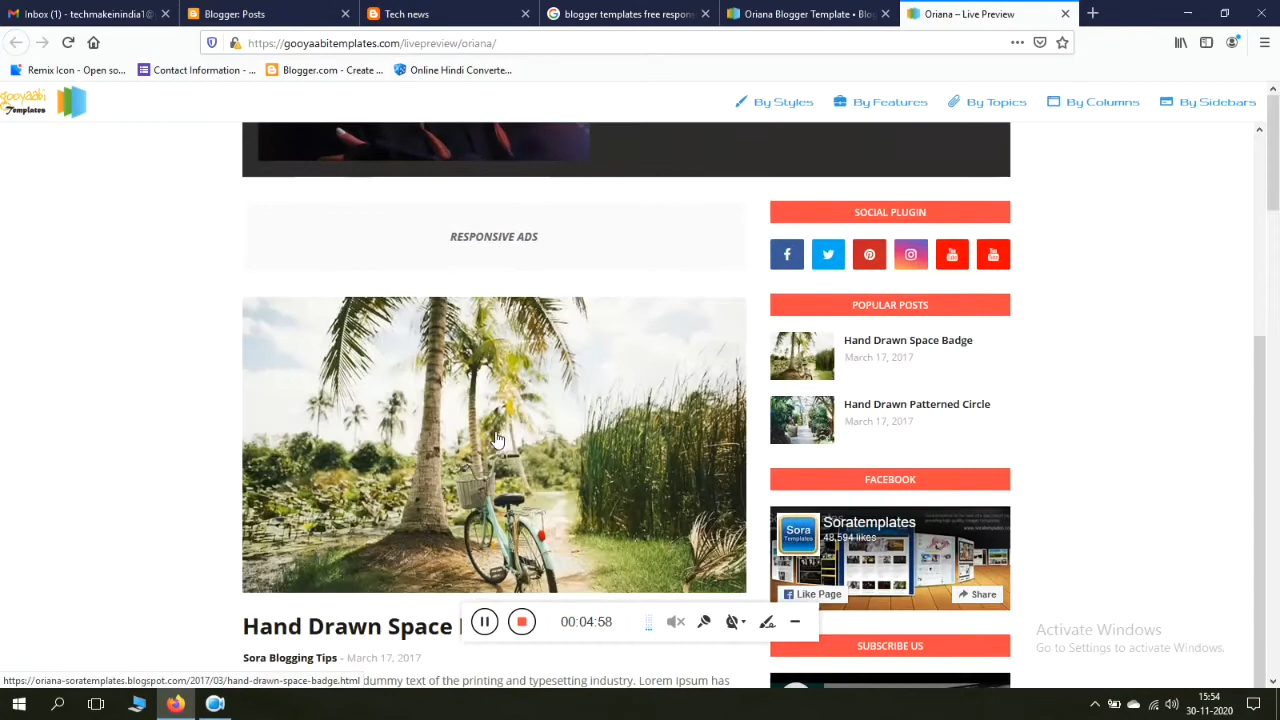 Inbox (1) - techmeindia1@g
Blogger: Posts
Tech news
blogger templates free respon
Oriana Blogger Template • Blog
Oriana – Live Preview
https://gooyaabitemplates.com/livepreview/oriana/
Remix Icon - Open so...
Contact Information - ...
Blogger.com - Create ...
Online Hindi Converte...
gooyaabi
Templates
By Styles
By Features
By Topics
By Columns
By Sidebars
RESPONSIVE ADS
SOCIAL PLUGIN
POPULAR POSTS
Hand Drawn Space Badge
March 17, 2017
Hand Drawn Patterned Circle
March 17, 2017
FACEBOOK
Sora
Templates
Soratemplates
48,594 likes
Like Page
Share
00:04:58
Hand Drawn Space
Sora Blogging Tips - March 17, 2017
SUBSCRIBE US
Activate Windows
Go to Settings to activate Windows.
https://oriana-soratemplates.blogspot.com/2017/03/hand-drawn-space-badge.html dummy text of the printing and typesetting industry. Lorem Ipsum has
15:54
30-11-2020